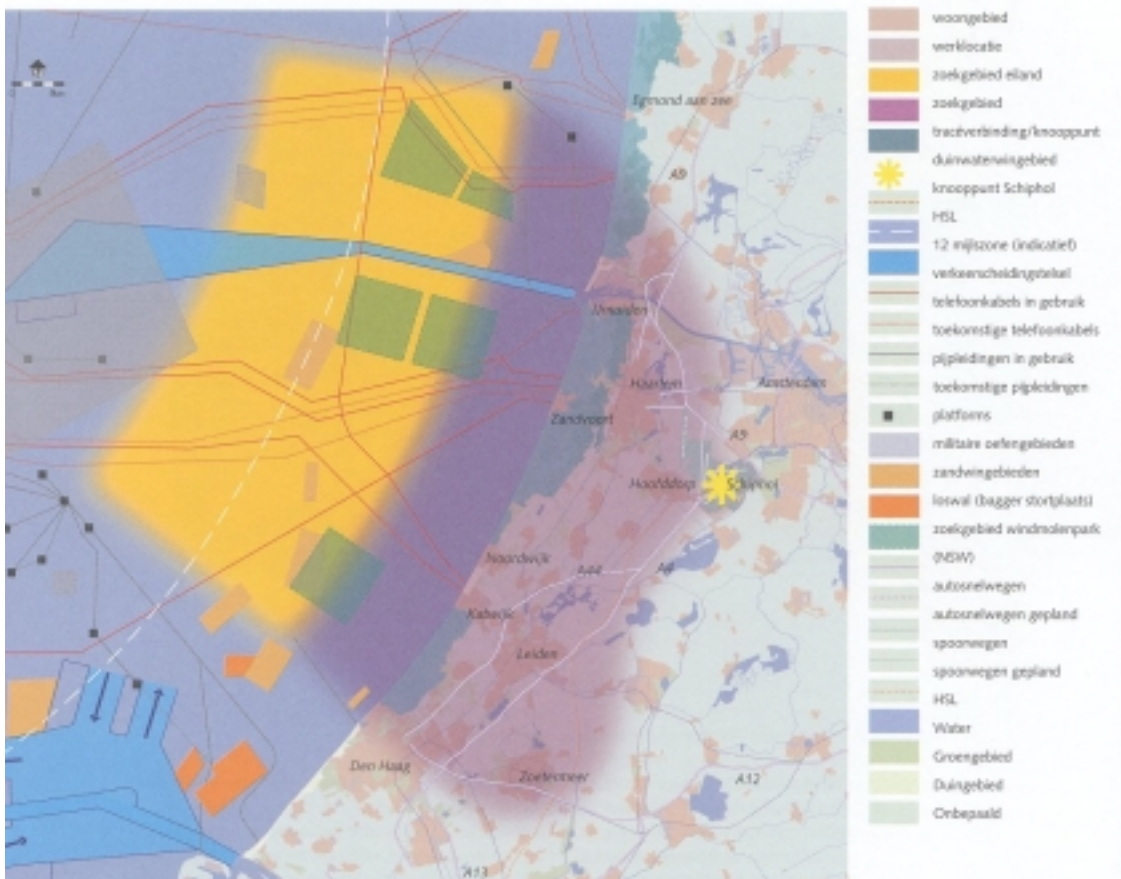 Egmond aan zee
A9
IJmuiden
Haarlem
Amsterdam
Zandvoort
A9
Hoofddorp
Schiphol
Noordwijk
A44
A4
Katwijk
Leiden
Den Haag
Zoetermeer
A12
A13
woongebied
werklocatie
zoekgebied eiland
zoekgebied
tracéverbinding/knooppunt
duinwaterwingebied
knooppunt Schiphol
HSL
12 mijlszone (indicatief)
verkeerscheidingstelsel
telefoonkabels in gebruik
toekomstige telefoonkabels
pijpleidingen in gebruik
toekomstige pijpleidingen
platforms
militaire oefengebieden
zandwingebieden
loswal (bagger stortplaats)
zoekgebied windmolenpark
(NSW)
autosnelwegen
autosnelwegen gepland
spoorwegen
spoorwegen gepland
HSL
Water
Groengebied
Duingebied
Onbepaald